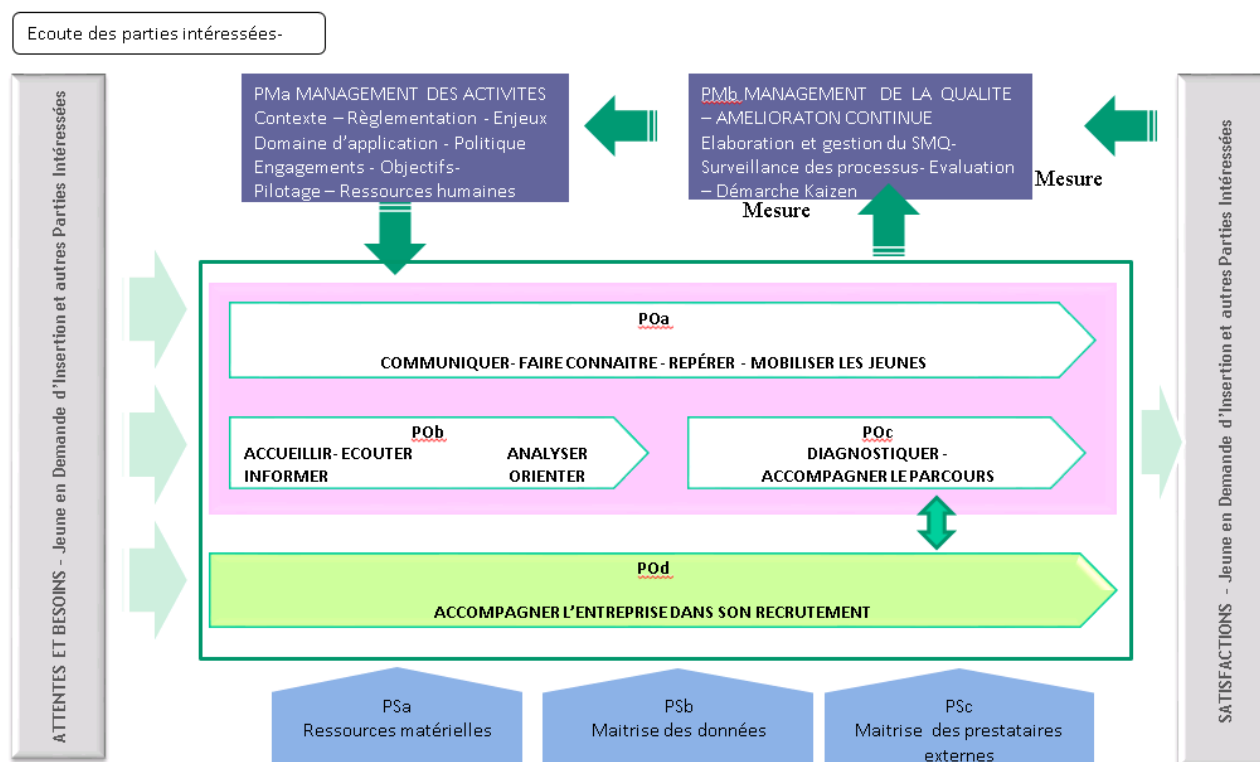 Ecoute des parties intéressées-
ATTENTES ET BESOINS - Jeune en Demande d'Insertion et autres Parties Intéressées
PMa MANAGEMENT DES ACTIVITES
Contexte – Règlementation - Enjeux
Domaine d'application - Politique
Engagements - Objectifs-
Pilotage – Ressources humaines
PMb MANAGEMENT DE LA QUALITE
– AMELIORATON CONTINUE
Elaboration et gestion du SMQ-
Surveillance des processus- Evaluation
– Démarche Kaizen
Mesure
Mesure
POa
COMMUNIQUER- FAIRE CONNAITRE - REPÉRER - MOBILISER LES JEUNES
POb
ACCUEILLIR- ECOUTER ANALYSER
INFORMER ORIENTER
POc
DIAGNOSTIQUER -
ACCOMPAGNER LE PARCOURS
POd
ACCOMPAGNER L'ENTREPRISE DANS SON RECRUTEMENT
PSa
Ressources matérielles
PSb
Maitrise des données
PSc
Maitrise des prestataires
externes
SATISFACTIONS - Jeune en Demande d'Insertion et autres Parties Intéressées